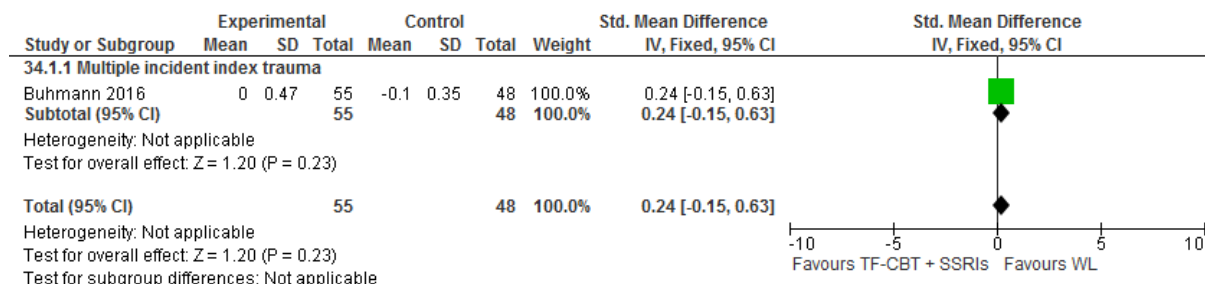 Experimental Control Std. Mean Difference Std. Mean Difference
Study or Subgroup Mean SD Total Mean SD Total Weight IV, Fixed, 95% CI IV, Fixed, 95% CI
34.1.1 Multiple incident index trauma
Buhmann 2016 0 0.47 55 -0.1 0.35 48 100.0% 0.24 [-0.15, 0.63]
Subtotal (95% CI) 55 48 100.0% 0.24 [-0.15, 0.63]
Heterogeneity: Not applicable
Test for overall effect: Z = 1.20 (P = 0.23)
Total (95% CI) 55 48 100.0% 0.24 [-0.15, 0.63]
Heterogeneity: Not applicable
Test for overall effect: Z = 1.20 (P = 0.23)
Test for subgroup differences: Not applicable
-10 -5 0 5 10
Favours TF-CBT + SSRIs Favours WL